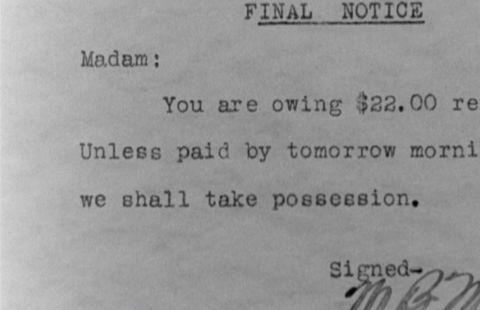 FINAL NOTICE
Madam:
You are owing $22.00 re
Unless paid by tomorrow morni
we shall take possession.
Signed-
M B M